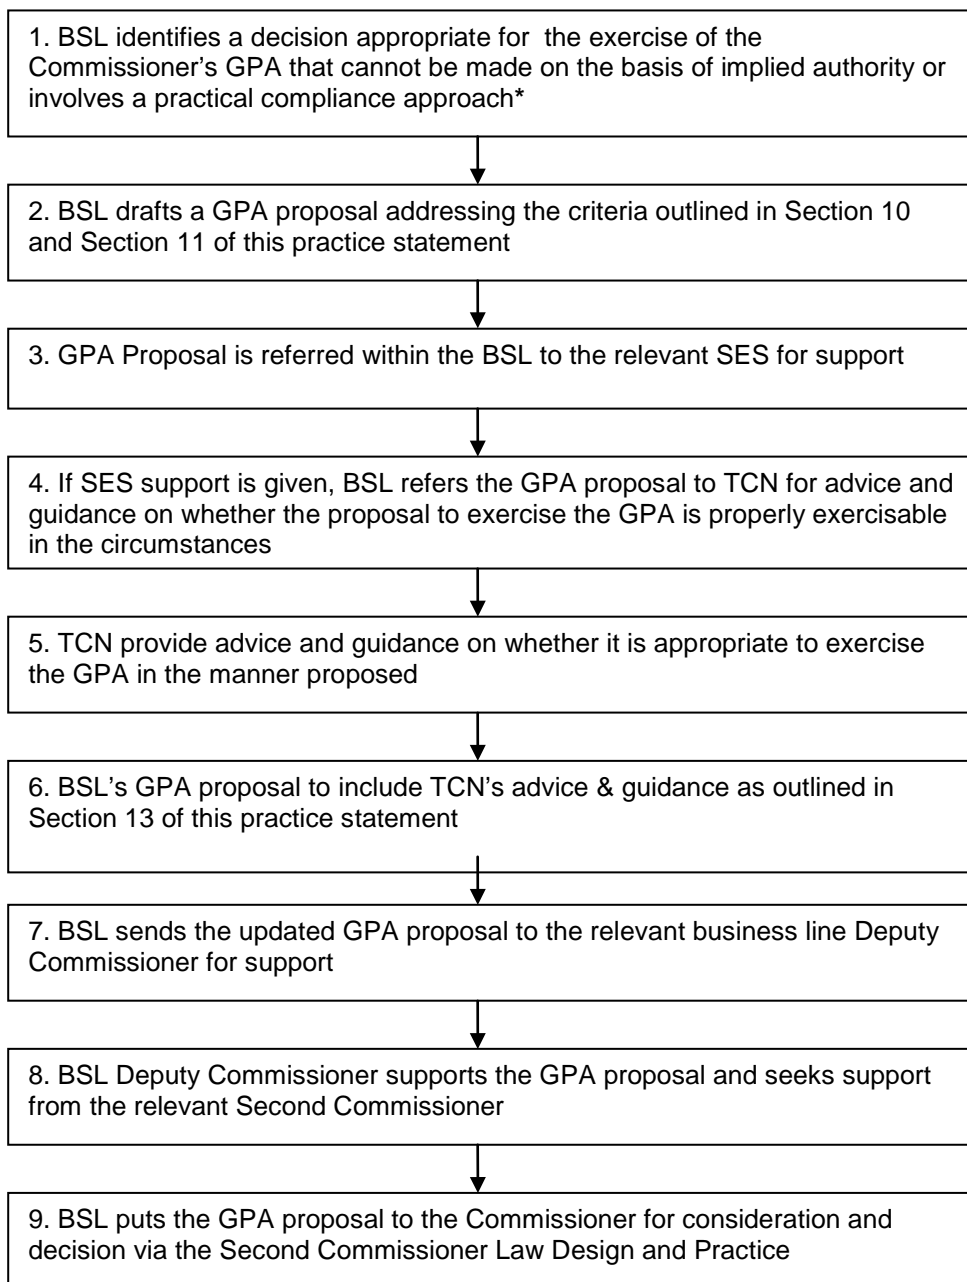 1. BSL identifies a decision appropriate for  the exercise of the
Commissioner's GPA that cannot be made on the basis of implied authority or
involves a practical compliance approach*
2. BSL drafts a GPA proposal addressing the criteria outlined in Section 10
and Section 11 of this practice statement
3. GPA Proposal is referred within the BSL to the relevant SES for support
4. If SES support is given, BSL refers the GPA proposal to TCN for advice and
guidance on whether the proposal to exercise the GPA is properly exercisable
in the circumstances
5. TCN provide advice and guidance on whether it is appropriate to exercise
the GPA in the manner proposed
6. BSL's GPA proposal to include TCN's advice & guidance as outlined in
Section 13 of this practice statement
7. BSL sends the updated GPA proposal to the relevant business line Deputy
Commissioner for support
8. BSL Deputy Commissioner supports the GPA proposal and seeks support
from the relevant Second Commissioner
9. BSL puts the GPA proposal to the Commissioner for consideration and
decision via the Second Commissioner Law Design and Practice